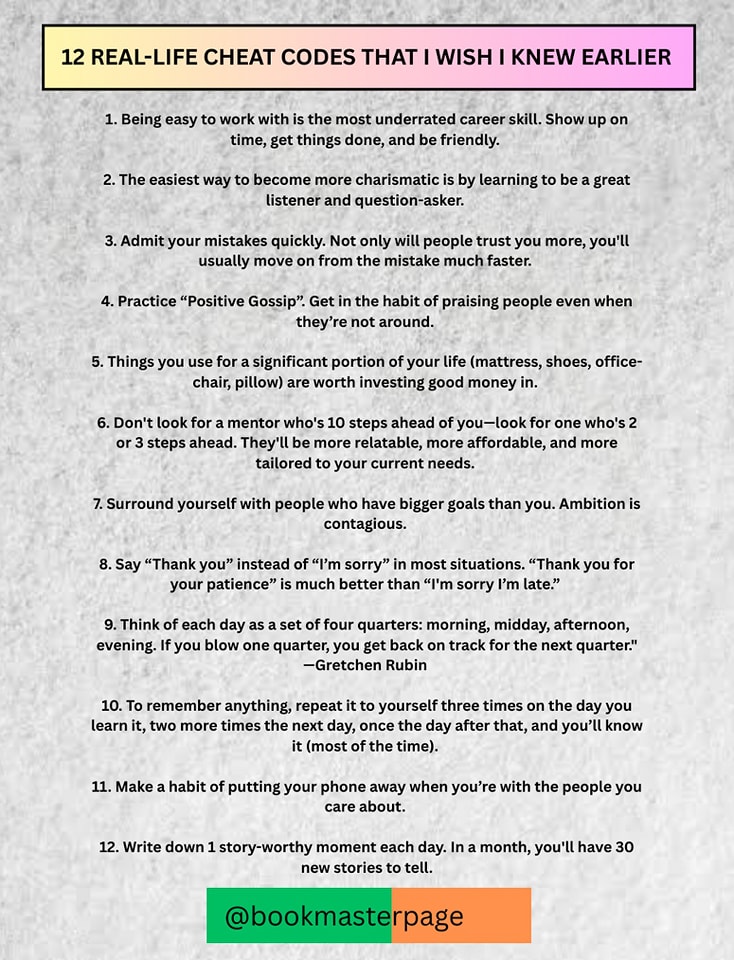 12 REAL-LIFE CHEAT CODES THAT I WISH I KNEW EARLIER
1. Being easy to work with is the most underrated career skill. Show up on
time, get things done, and be friendly.
2. The easiest way to become more charismatic is by learning to be a great
listener and question-asker.
3. Admit your mistakes quickly. Not only will people trust you more, you'll
usually move on from the mistake much faster.
4. Practice “Positive Gossip”. Get in the habit of praising people even when
they’re not around.
5. Things you use for a significant portion of your life (mattress, shoes, office-
chair, pillow) are worth investing good money in.
6. Don't look for a mentor who's 10 steps ahead of you—look for one who's 2
or 3 steps ahead. They'll be more relatable, more affordable, and more
tailored to your current needs.
7. Surround yourself with people who have bigger goals than you. Ambition is
contagious.
8. Say “Thank you” instead of “I’m sorry” in most situations. “Thank you for
your patience” is much better than “I'm sorry I’m late.”
9. Think of each day as a set of four quarters: morning, midday, afternoon,
evening. If you blow one quarter, you get back on track for the next quarter."
—Gretchen Rubin
10. To remember anything, repeat it to yourself three times on the day you
learn it, two more times the next day, once the day after that, and you’ll know
it (most of the time).
11. Make a habit of putting your phone away when you’re with the people you
care about.
12. Write down 1 story-worthy moment each day. In a month, you'll have 30
new stories to tell.
@bookmasterpage